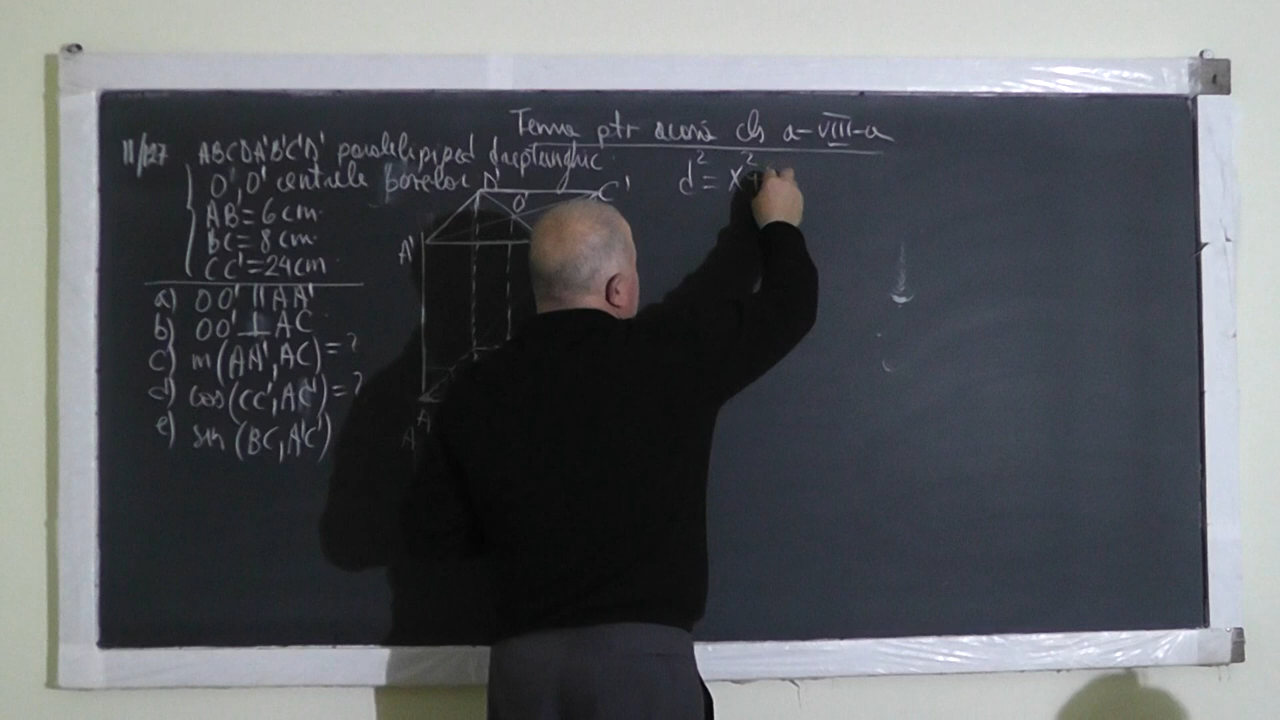 Tema ptr acasă cls a-VIII-a
11/127 ABCDA'B'C'D' paralelipiped dreptunghic
O', O' centrele bazelor
AB = 6 cm.
BC = 8 cm.
CC' = 24 cm
a) OO' || AA'
b) OO' ⊥ AC
c) m(AA', AC) = ?
d) cos(CC', AC') = ?
e) sin (BC, A'C')
D' C'
O'
A'
A
d² = x² +